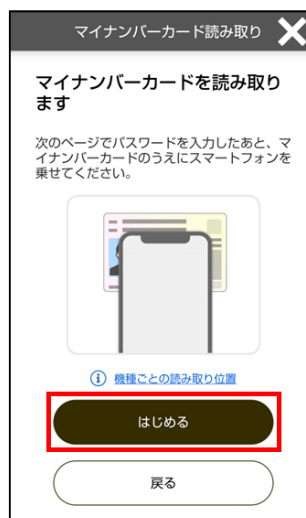 マイナンバーカード読み取り
マイナンバーカードを読み取り
ます
次のページでパスワードを入力したあと、マ
イナンバーカードのうえにスマートフォンを
乗せてください。
機種ごとの読み取り位置
はじめる
戻る